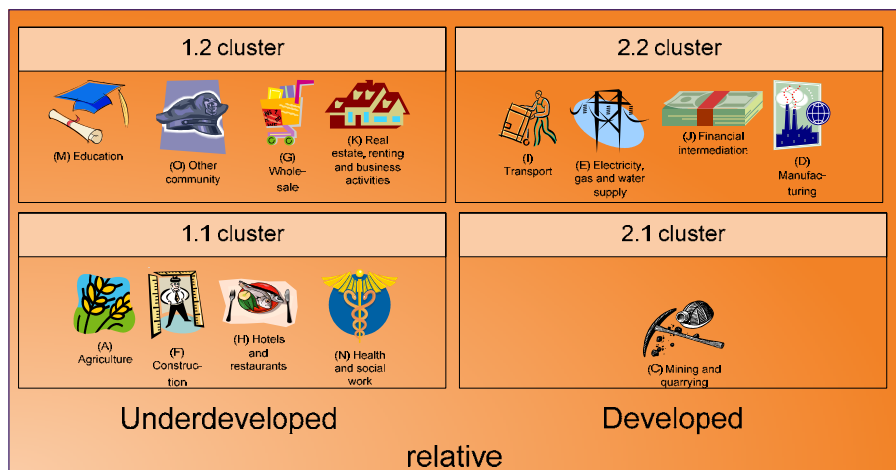 1.2 cluster
(M) Education
(O) Other
community
(G)
Whole-
sale
(K) Real
estate, renting
and business
activities
2.2 cluster
(I)
Transport
(E) Electricity,
gas and water
supply
(J) Financial
intermediation
(D)
Manufac-
turing
1.1 cluster
(A)
Agriculture
(F)
Construc-
tion
(H) Hotels and
restaurants
(N) Health
and social
work
2.1 cluster
(C) Mining and
quarrying
Underdeveloped
Developed
relative